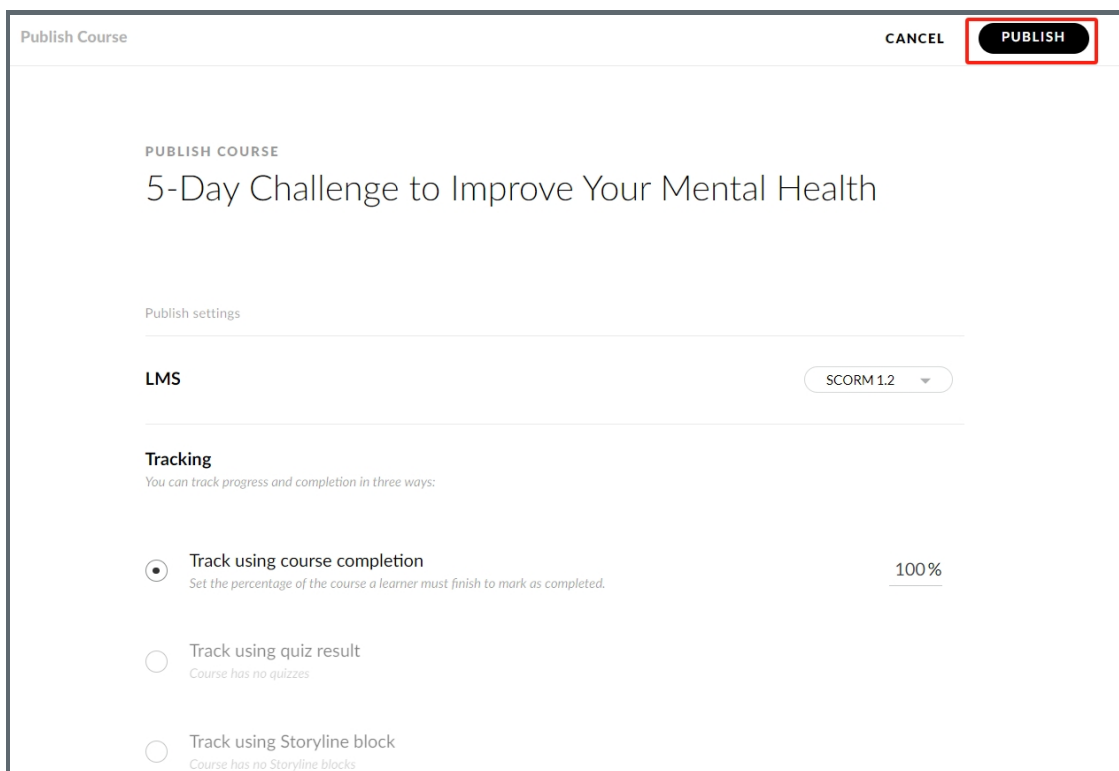 Publish Course
CANCEL
PUBLISH
PUBLISH COURSE
5-Day Challenge to Improve Your Mental Health
Publish settings
LMS
SCORM 1.2
Tracking
You can track progress and completion in three ways:
Track using course completion
Set the percentage of the course a learner must finish to mark as completed.
100 %
Track using quiz result
Course has no quizzes
Track using Storyline block
Course has no Storyline blocks